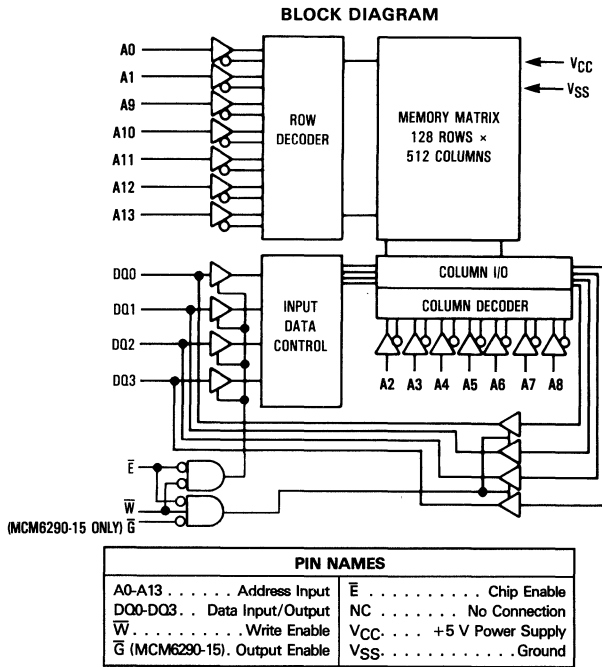 BLOCK DIAGRAM
A0
A1
A9
A10
A11
A12
A13
ROW
DECODER
MEMORY MATRIX
128 ROWS ×
512 COLUMNS
VCC
VSS
DQ0
DQ1
DQ2
DQ3
INPUT
DATA
CONTROL
COLUMN I/O
COLUMN DECODER
A2 A3 A4 A5 A6 A7 A8
E̅
W̅
(MCM6290-15 ONLY) G̅
PIN NAMES
A0-A13 . . . . . . . Address Input
DQ0-DQ3 . . Data Input/Output
W̅ . . . . . . . . . . Write Enable
G̅ (MCM6290-15). Output Enable
E̅ . . . . . . . . . . Chip Enable
NC . . . . . . . No Connection
VCC . . . . +5 V Power Supply
VSS . . . . . . . . . . . . . Ground